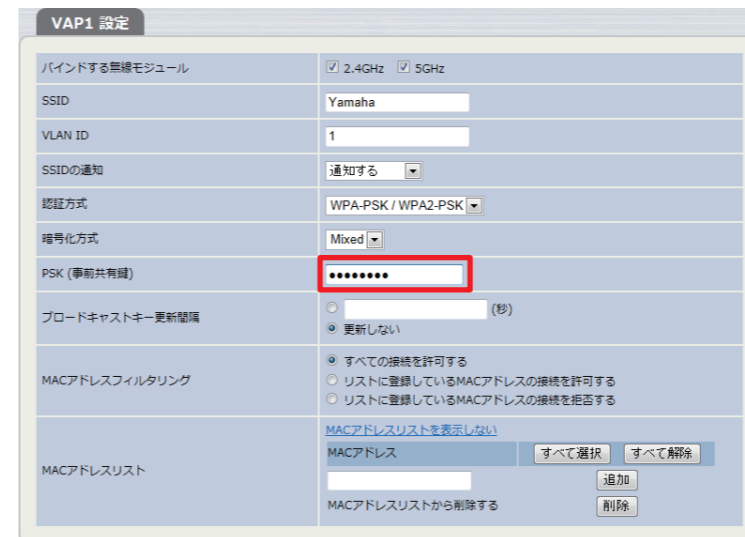 VAP1 設定
バインドする無線モジュール 2.4GHz 5GHz
SSID Yamaha
VLAN ID 1
SSIDの通知 通知する
認証方式 WPA-PSK / WPA2-PSK
暗号化方式 Mixed
PSK (事前共有鍵) ●●●●●●●●
ブロードキャストキー更新間隔 (秒)
更新しない
MACアドレスフィルタリング すべての接続を許可する
リストに登録しているMACアドレスの接続を許可する
リストに登録しているMACアドレスの接続を拒否する
MACアドレスリスト MACアドレスリストを表示しない
MACアドレス すべて選択 すべて解除
追加
MACアドレスリストから削除する 削除